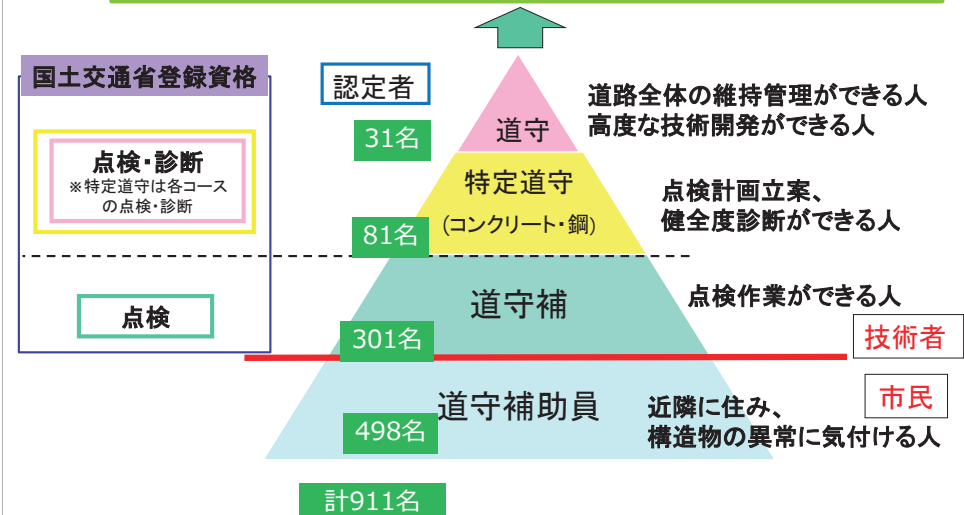 国土交通省登録資格
点検・診断
※特定道守は各コース
の点検・診断
点検
認定者
31名
道守
道路全体の維持管理ができる人
高度な技術開発ができる人
81名
特定道守
(コンクリート・鋼)
点検計画立案、
健全度診断ができる人
301名
道守補
点検作業ができる人
技術者
市民
498名
道守補助員
近隣に住み、
構造物の異常に気付ける人
計911名